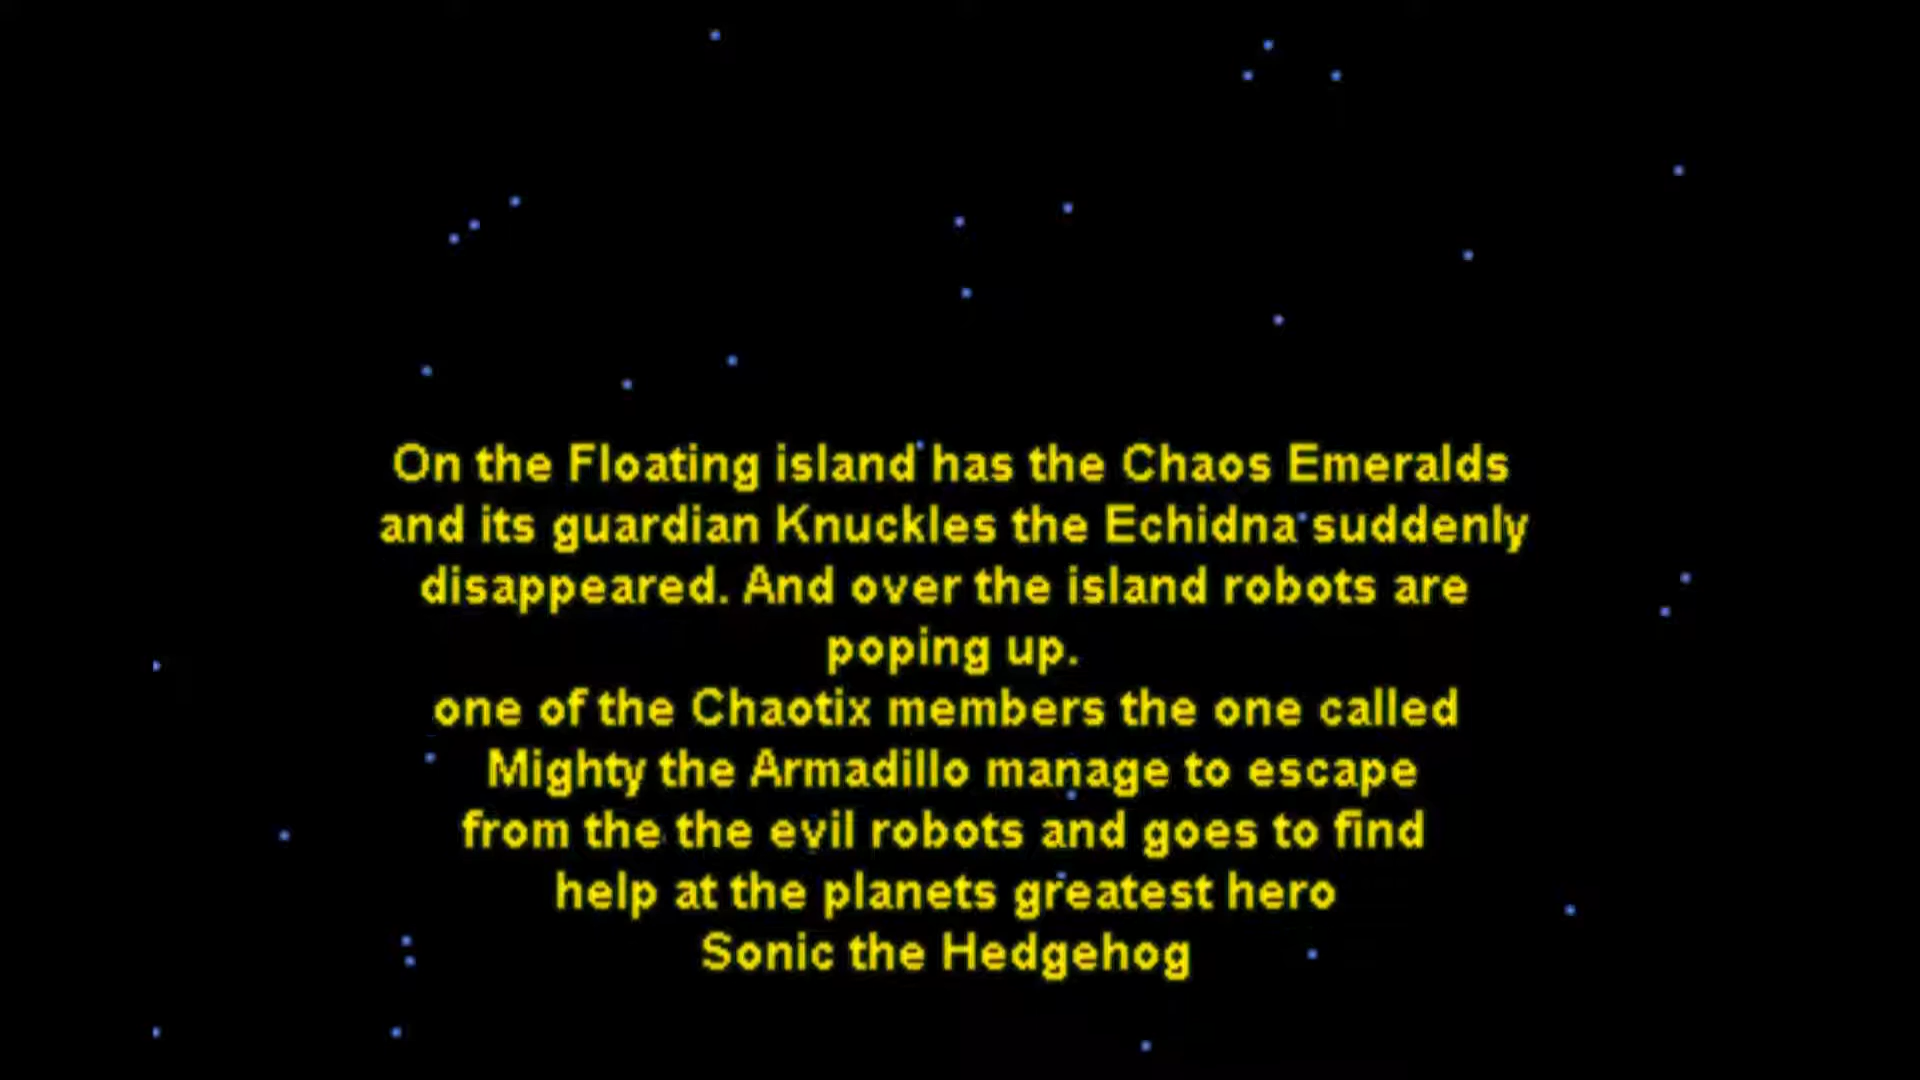 On the Floating island has the Chaos Emeralds
and its guardian Knuckles the Echidna suddenly
disappeared. And over the island robots are
poping up.
one of the Chaotix members the one called
Mighty the Armadillo manage to escape
from the the evil robots and goes to find
help at the planets greatest hero
Sonic the Hedgehog